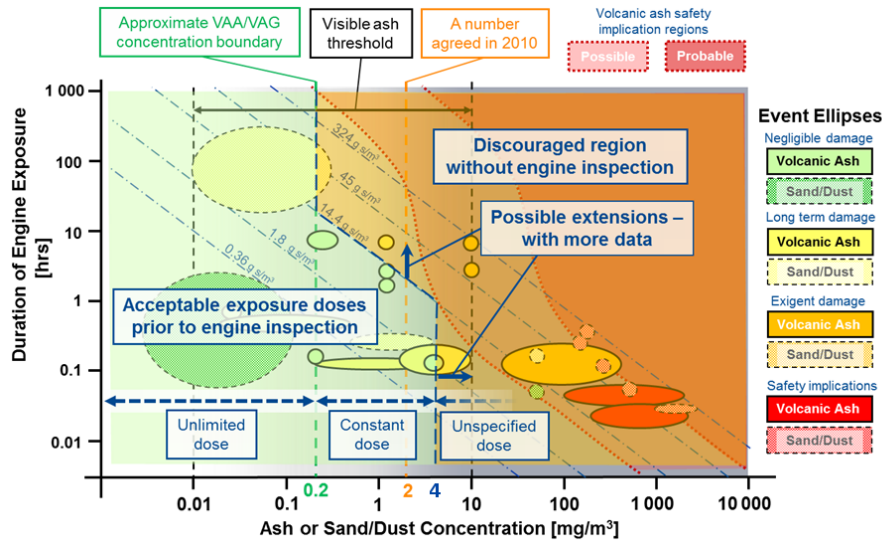 Approximate VAA/VAG
concentration boundary
Visible ash
threshold
A number
agreed in 2010
Volcanic ash safety
implication regions
Possible
Probable
Duration of Engine Exposure
[hrs]
1 000
100
10
1
0.1
0.01
324 g s/m³
45 g s/m³
14.4 g s/m³
1.8 g s/m³
0.36 g s/m³
Discouraged region
without engine inspection
Possible extensions –
with more data
Acceptable exposure doses
prior to engine inspection
Unlimited
dose
Constant
dose
Unspecified
dose
0.01
0.1
0.2
1
2
4
10
100
1 000
10 000
Ash or Sand/Dust Concentration [mg/m³]
Event Ellipses
Negligible damage
Volcanic Ash
Sand/Dust
Long term damage
Volcanic Ash
Sand/Dust
Exigent damage
Volcanic Ash
Sand/Dust
Safety implications
Volcanic Ash
Sand/Dust